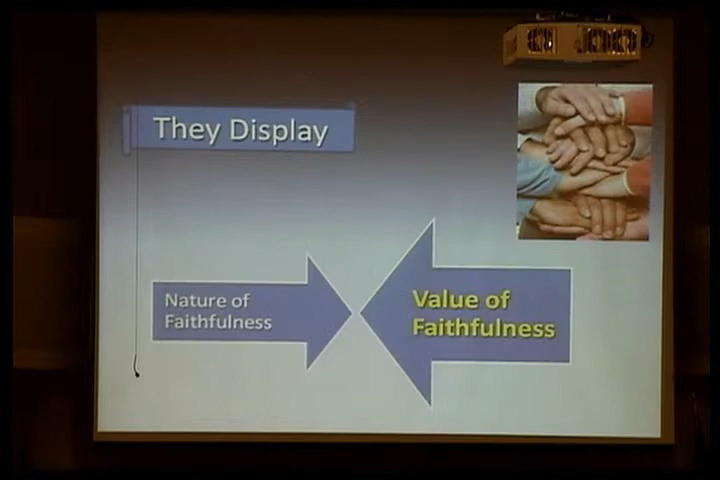 They Display
Nature of
Faithfulness
Value of
Faithfulness